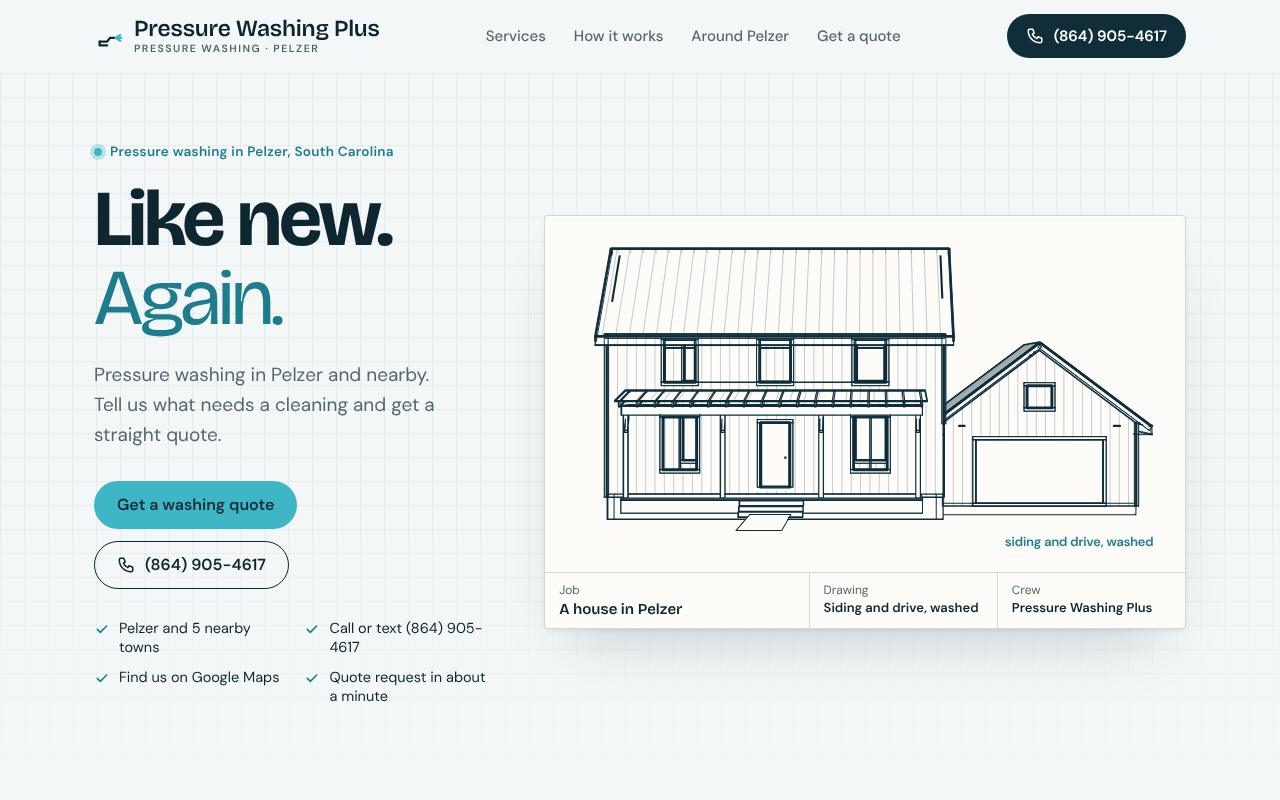 Pressure Washing Plus
PRESSURE WASHING · PELZER
Services
How it works
Around Pelzer
Get a quote
(864) 905-4617
Pressure washing in Pelzer, South Carolina
Like new.
Again.
Pressure washing in Pelzer and nearby.
Tell us what needs a cleaning and get a
straight quote.
Get a washing quote
(864) 905-4617
Pelzer and 5 nearby
towns
Call or text (864) 905-
4617
Find us on Google Maps
Quote request in about
a minute
siding and drive, washed
Job
A house in Pelzer
Drawing
Siding and drive, washed
Crew
Pressure Washing Plus